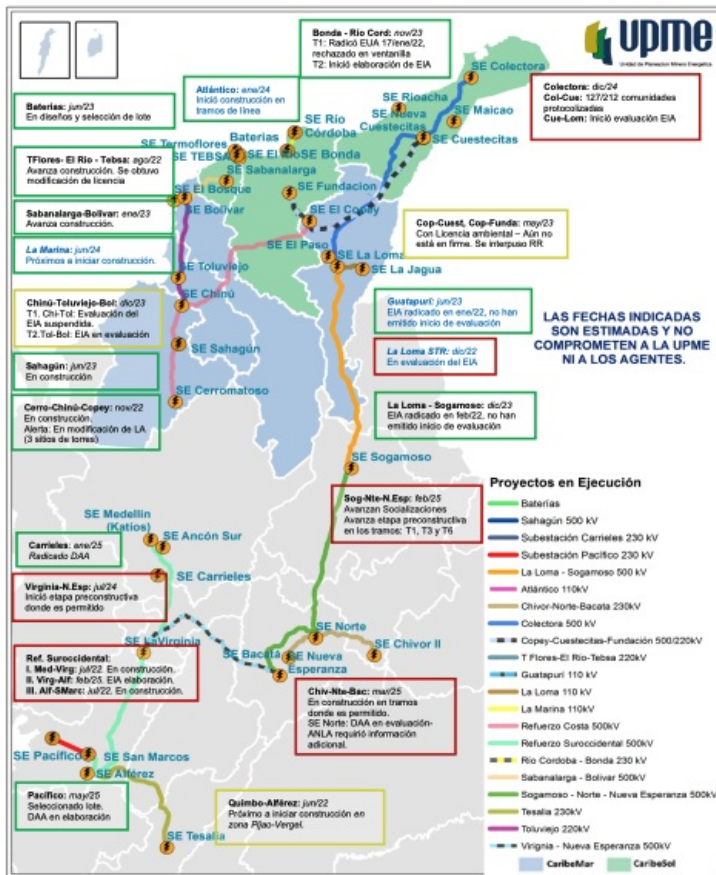 Bonda - Rio Cord: nov/23
T1: Radicó EUA 17/ene/22,
rechazado en ventanilla
T2: Inició elaboración de EIA
upme
Unidad de Planeación Minero Energética
SE Colectora
Atlántico: ene/24
Inició construcción en
tramos de línea
Colectora: dic/24
Col-Cue: 127/212 comunidades
protocolizadas
Cue-Lom: Inició evaluación EIA
Baterías: jun/23
En diseños y selección de lote
SE Rioacha
SE Nueva
Cuestecitas
SE Maicao
SE Cuestecitas
SE Río
Córdoba
Baterias
SE Termoflores
SE TEBSA
SE El Rio
SE Bonda
TFlores- El Rio - Tebsa: ago/22
Avanza construcción. Se obtuvo
modificación de licencia
SE Sabanalarga
SE Fundacion
SE El Bosque
SE Bolívar
SE El Copey
Sabanalarga-Bolivar: ene/23
Avanza construcción.
Cop-Cuest, Cop-Funda: may/23
Con Licencia ambiental – Aún no
está en firme. Se interpuso RR
La Marina: jun/24
Próximos a iniciar construcción.
SE El Paso
SE La Loma
SE La Jagua
SE Toluviejo
SE Chinú
Chinú-Toluviejo-Bol: dic/23
T1. Chi-Tol: Evaluación del
EIA suspendida.
T2.Tol-Bol: EIA en evaluación
Guatapurí: jun/23
EIA radicado en ene/22, no han
emitido inicio de evaluación
LAS FECHAS INDICADAS
SON ESTIMADAS Y NO
COMPROMETEN A LA UPME
NI A LOS AGENTES.
SE Sahagún
La Loma STR: dic/22
En evaluación del EIA
Sahagún: jun/23
En construcción
SE Cerromatoso
Cerro-Chinú-Copey: nov/22
En construcción.
Alerta: En modificación de LA
(3 sitios de torres)
La Loma - Sogamoso: dic/23
EIA radicado en feb/22, no han
emitido inicio de evaluación
SE Sogamoso
Sog-Nte-N.Esp: feb/25
Avanzan Socializaciones
Avanza etapa preconstructiva
en los tramos: T1, T3 y T6
SE Medellin
(Katios)
SE Ancón Sur
Carrieles: ene/25
Radicado DAA
SE Carrieles
Virginia-N.Esp: jul/24
Inició etapa preconstructiva
donde es permitido
SE LaVirginia
SE Norte
SE Bacatá
SE Nueva
Esperanza
SE Chivor II
Ref. Suroccidental:
I. Med-Virg: jul/22. En construcción.
II. Virg-Alf: feb/25. EIA elaboración.
III. Alf-SMarc: jul/22. En construcción.
Chiv-Nte-Bac: mar/25
En construcción en tramos
donde es permitido.
SE Norte: DAA en evaluación-
ANLA requirió información
adicional.
SE Pacífico
SE San Marcos
SE Alférez
Pacífico: may/25
Seleccionado lote.
DAA en elaboración
Quimbo-Alférez: jun/22
Próximo a iniciar construcción en
zona Pijao-Vergel.
SE Tesalia
Proyectos en Ejecución
Baterías
Sahagún 500 kV
Subestación Carrieles 230 kV
Subestación Pacífico 230 kV
La Loma - Sogamoso 500 kV
Atlántico 110kV
Chivor-Norte-Bacata 230kV
Colectora 500 kV
Copey-Cuestecitas-Fundación 500/220kV
T Flores-El Río-Tebsa 220kV
Guatapurí 110 kV
La Loma 110 kV
La Marina 110 kV
Refuerzo Costa 500kV
Refuerzo Suroccidental 500kV
Río Cordoba - Bonda 230 kV
Sabanalarga - Bolívar 500kV
Sogamoso - Norte - Nueva Esperanza 500kV
Tesalia 230kV
Toluviejo 220kV
Virignia - Nueva Esperanza 500kV
CaribeMar
CaribeSol